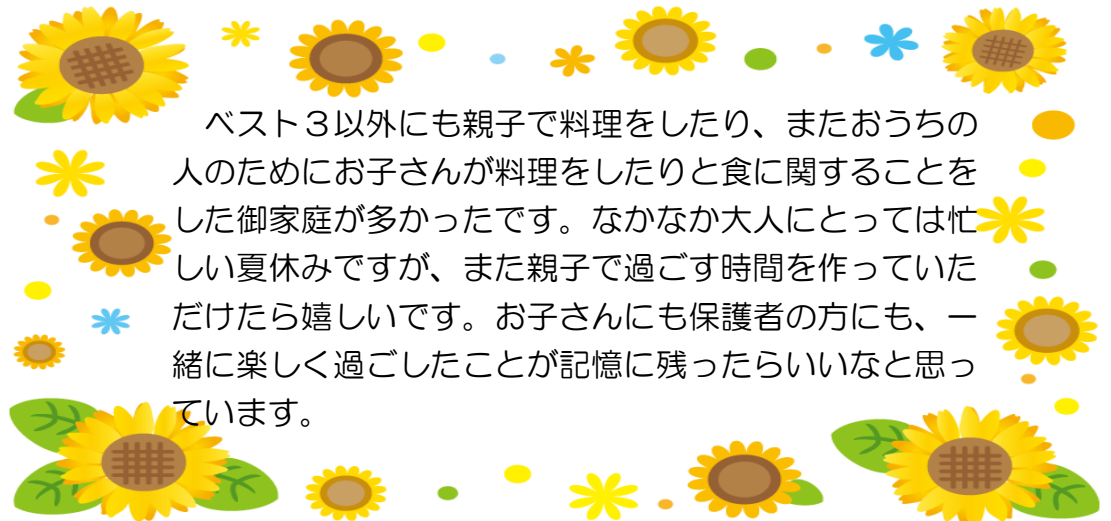 ベスト３以外にも親子で料理をしたり、またおうちの
人のためにお子さんが料理をしたりと食に関することを
した御家庭が多かったです。なかなか大人にとっては忙
しい夏休みですが、また親子で過ごす時間を作っていた
だけたら嬉しいです。お子さんにも保護者の方にも、一
緒に楽しく過ごしたことが記憶に残ったらいいなと思っ
ています。